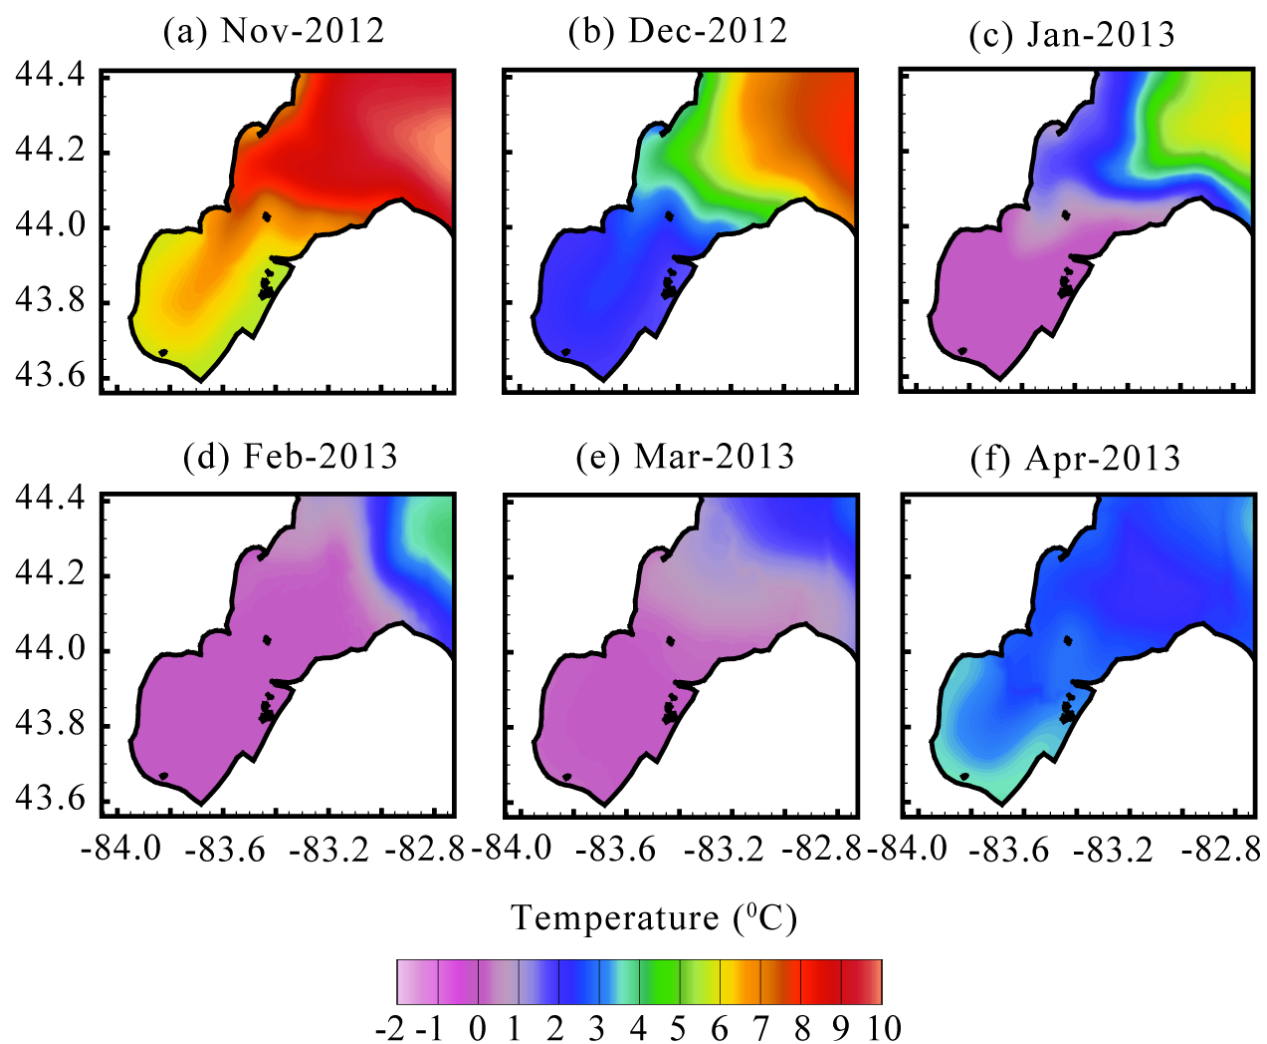 (a) Nov-2012
(b) Dec-2012
(c) Jan-2013
44.4
44.2
44.0
43.8
43.6
(d) Feb-2013
(e) Mar-2013
(f) Apr-2013
44.4
44.2
44.0
43.8
43.6
-84.0 -83.6 -83.2 -82.8
-84.0 -83.6 -83.2 -82.8
-84.0 -83.6 -83.2 -82.8
Temperature (⁰C)
-2 -1 0 1 2 3 4 5 6 7 8 9 10